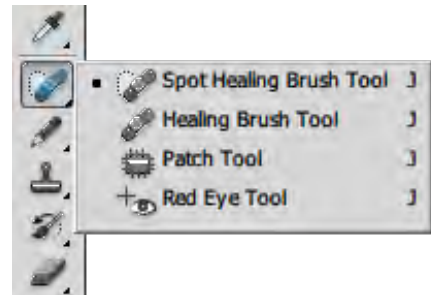 Spot Healing Brush Tool J
Healing Brush Tool J
Patch Tool J
Red Eye Tool J